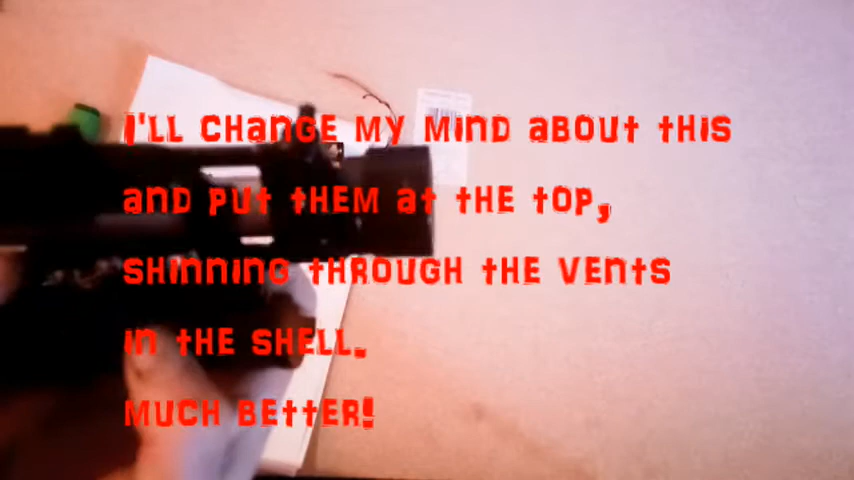 I'LL CHANGE MY MIND ABOUT THIS
AND PUT THEM AT THE TOP,
SHINNING THROUGH THE VENTS
IN THE SHELL.
MUCH BETTER!